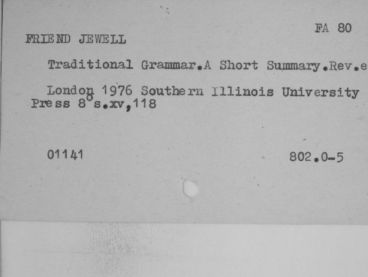 FA 80
FRIEND JEWELL
Traditional Grammar.A Short Summary.Rev.e
London 1976 Southern Illinois University
Press 8° s.xv,118
01141 802.0-5